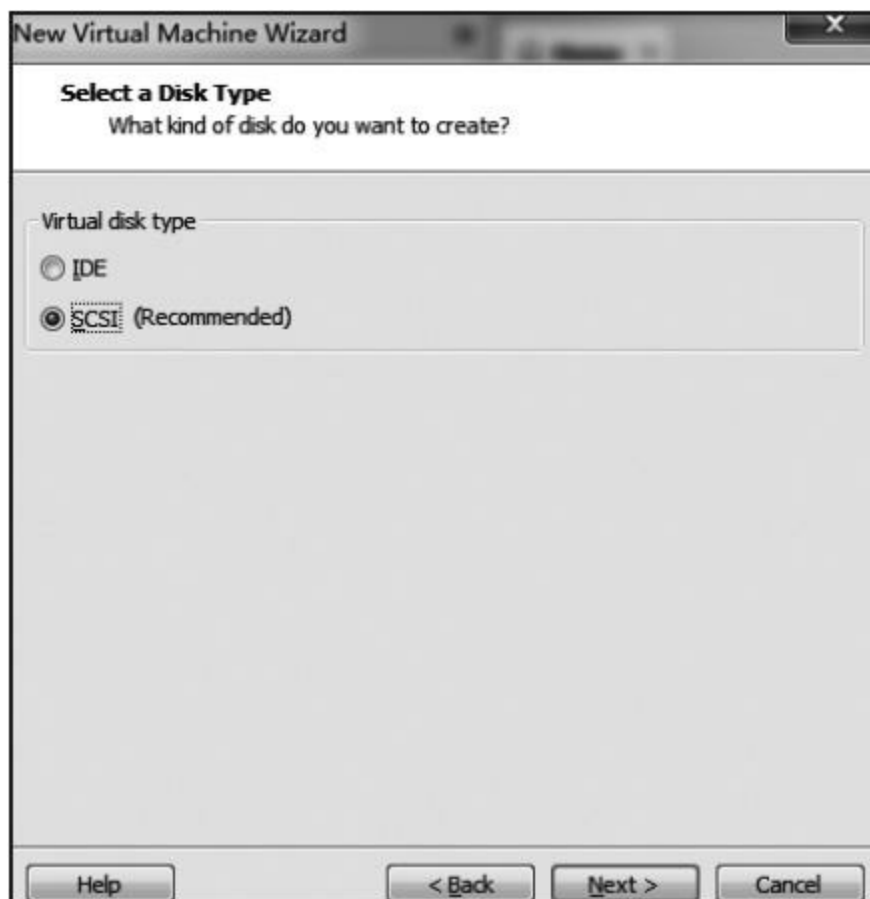 New Virtual Machine Wizard
Select a Disk Type
What kind of disk do you want to create?
Virtual disk type
IDE
SCSI (Recommended)
Help < Back Next > Cancel